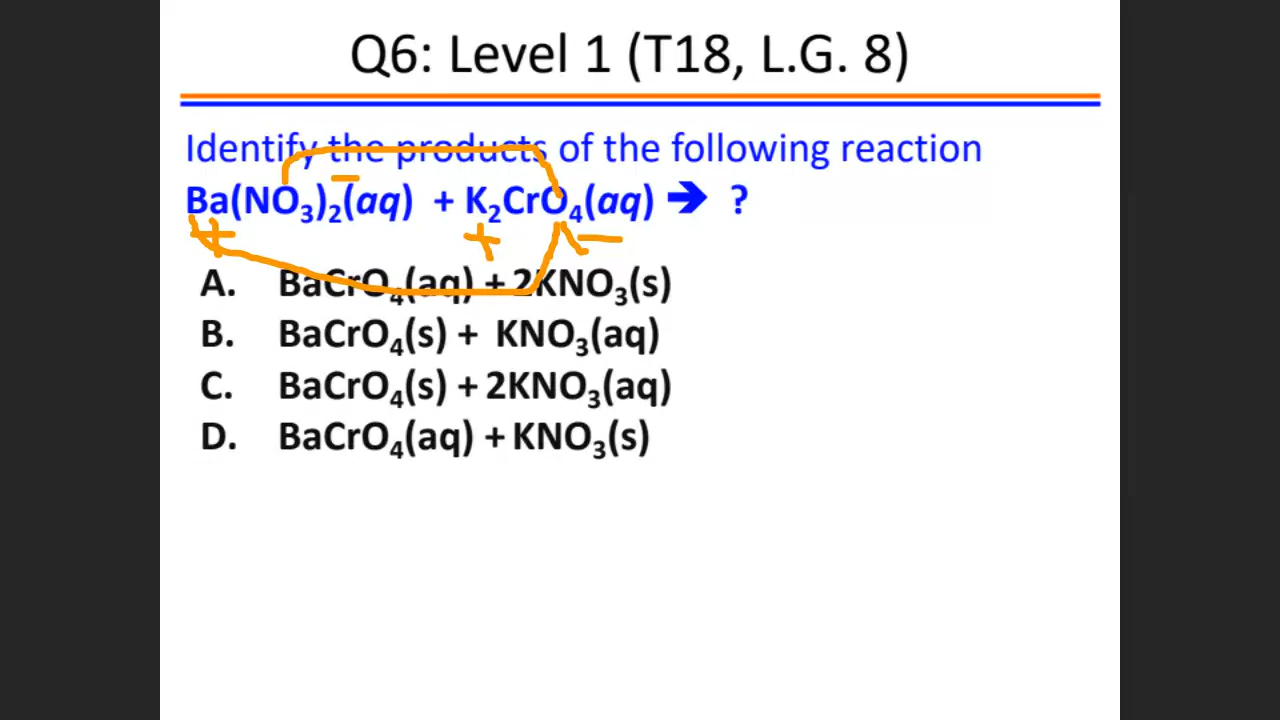 Q6: Level 1 (T18, L.G. 8)
Identify the products of the following reaction
Ba(NO₃)₂(aq) + K₂CrO₄(aq) ➔ ?
A. BaCrO₄(aq) + 2KNO₃(s)
B. BaCrO₄(s) + KNO₃(aq)
C. BaCrO₄(s) + 2KNO₃(aq)
D. BaCrO₄(aq) + KNO₃(s)